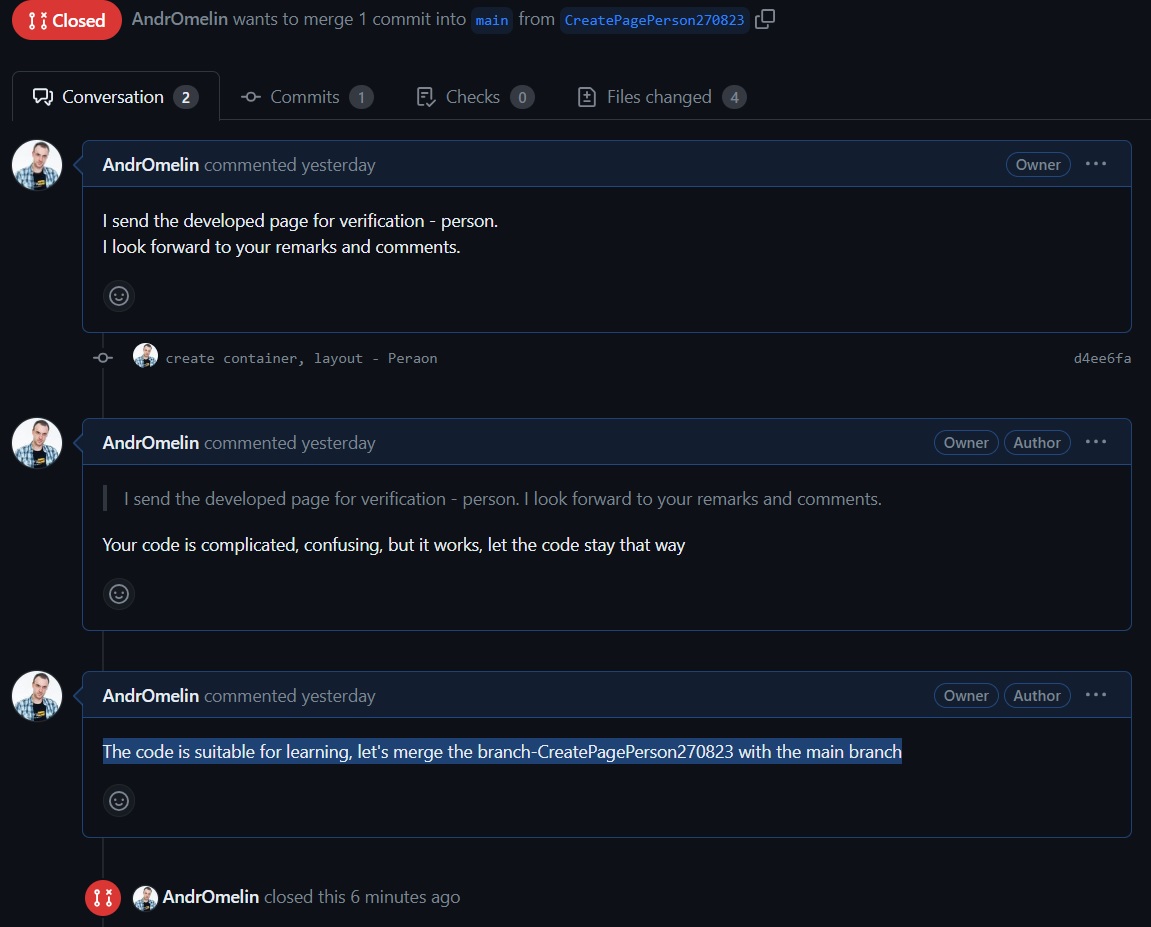 Closed AndrOmelin wants to merge 1 commit into main from CreatePagePerson270823
Conversation 2 Commits 1 Checks 0 Files changed 4
AndrOmelin commented yesterday Owner
I send the developed page for verification - person.
I look forward to your remarks and comments.
create container, layout - Peraon d4ee6fa
AndrOmelin commented yesterday Owner Author
I send the developed page for verification - person. I look forward to your remarks and comments.
Your code is complicated, confusing, but it works, let the code stay that way
AndrOmelin commented yesterday Owner Author
The code is suitable for learning, let's merge the branch-CreatePagePerson270823 with the main branch
AndrOmelin closed this 6 minutes ago